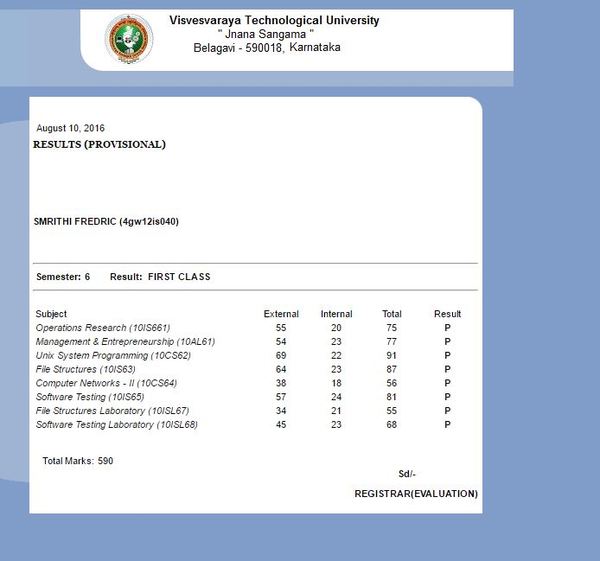 Visvesvaraya Technological University
" Jnana Sangama "
Belagavi - 590018, Karnataka
August 10, 2016
RESULTS (PROVISIONAL)
SMRITHI FREDRIC (4gw12is040)
Semester: 6 Result: FIRST CLASS
Subject External Internal Total Result
Operations Research (10IS661) 55 20 75 P
Management & Entrepreneurship (10AL61) 54 23 77 P
Unix System Programming (10CS62) 69 22 91 P
File Structures (10IS63) 64 23 87 P
Computer Networks - II (10CS64) 38 18 56 P
Software Testing (10IS65) 57 24 81 P
File Structures Laboratory (10ISL67) 34 21 55 P
Software Testing Laboratory (10ISL68) 45 23 68 P
Total Marks: 590
Sd/-
REGISTRAR(EVALUATION)